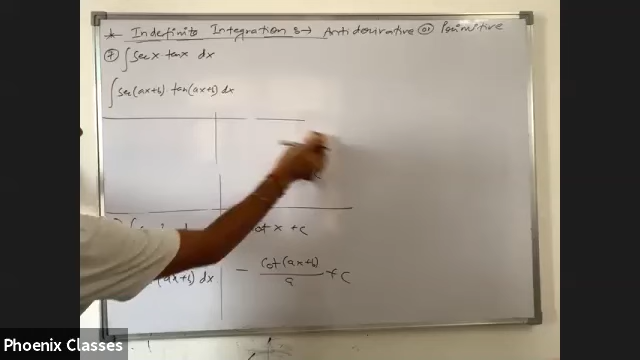 * Indefinite Integration :→ Antiderivative (or) Primitive
⑦ ∫ sec x tan x dx
∫ sec(ax+b) tan(ax+b) dx
cot x + c
(ax+b) dx   - cot(ax+b)/a + c
Phoenix Classes